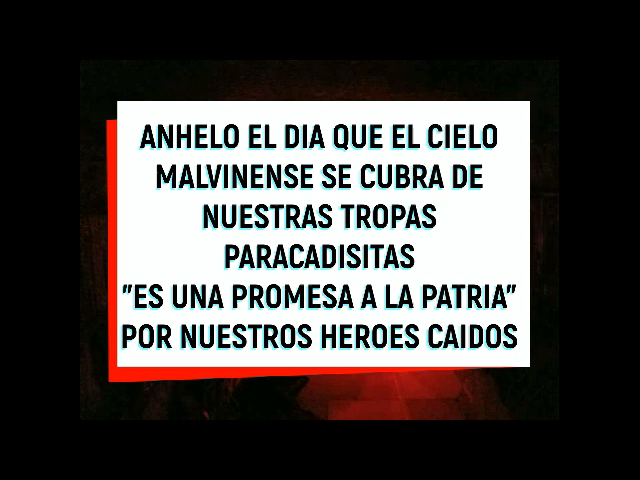 ANHELO EL DIA QUE EL CIELO
MALVINENSE SE CUBRA DE
NUESTRAS TROPAS
PARACADISITAS
"ES UNA PROMESA A LA PATRIA"
POR NUESTROS HEROES CAIDOS